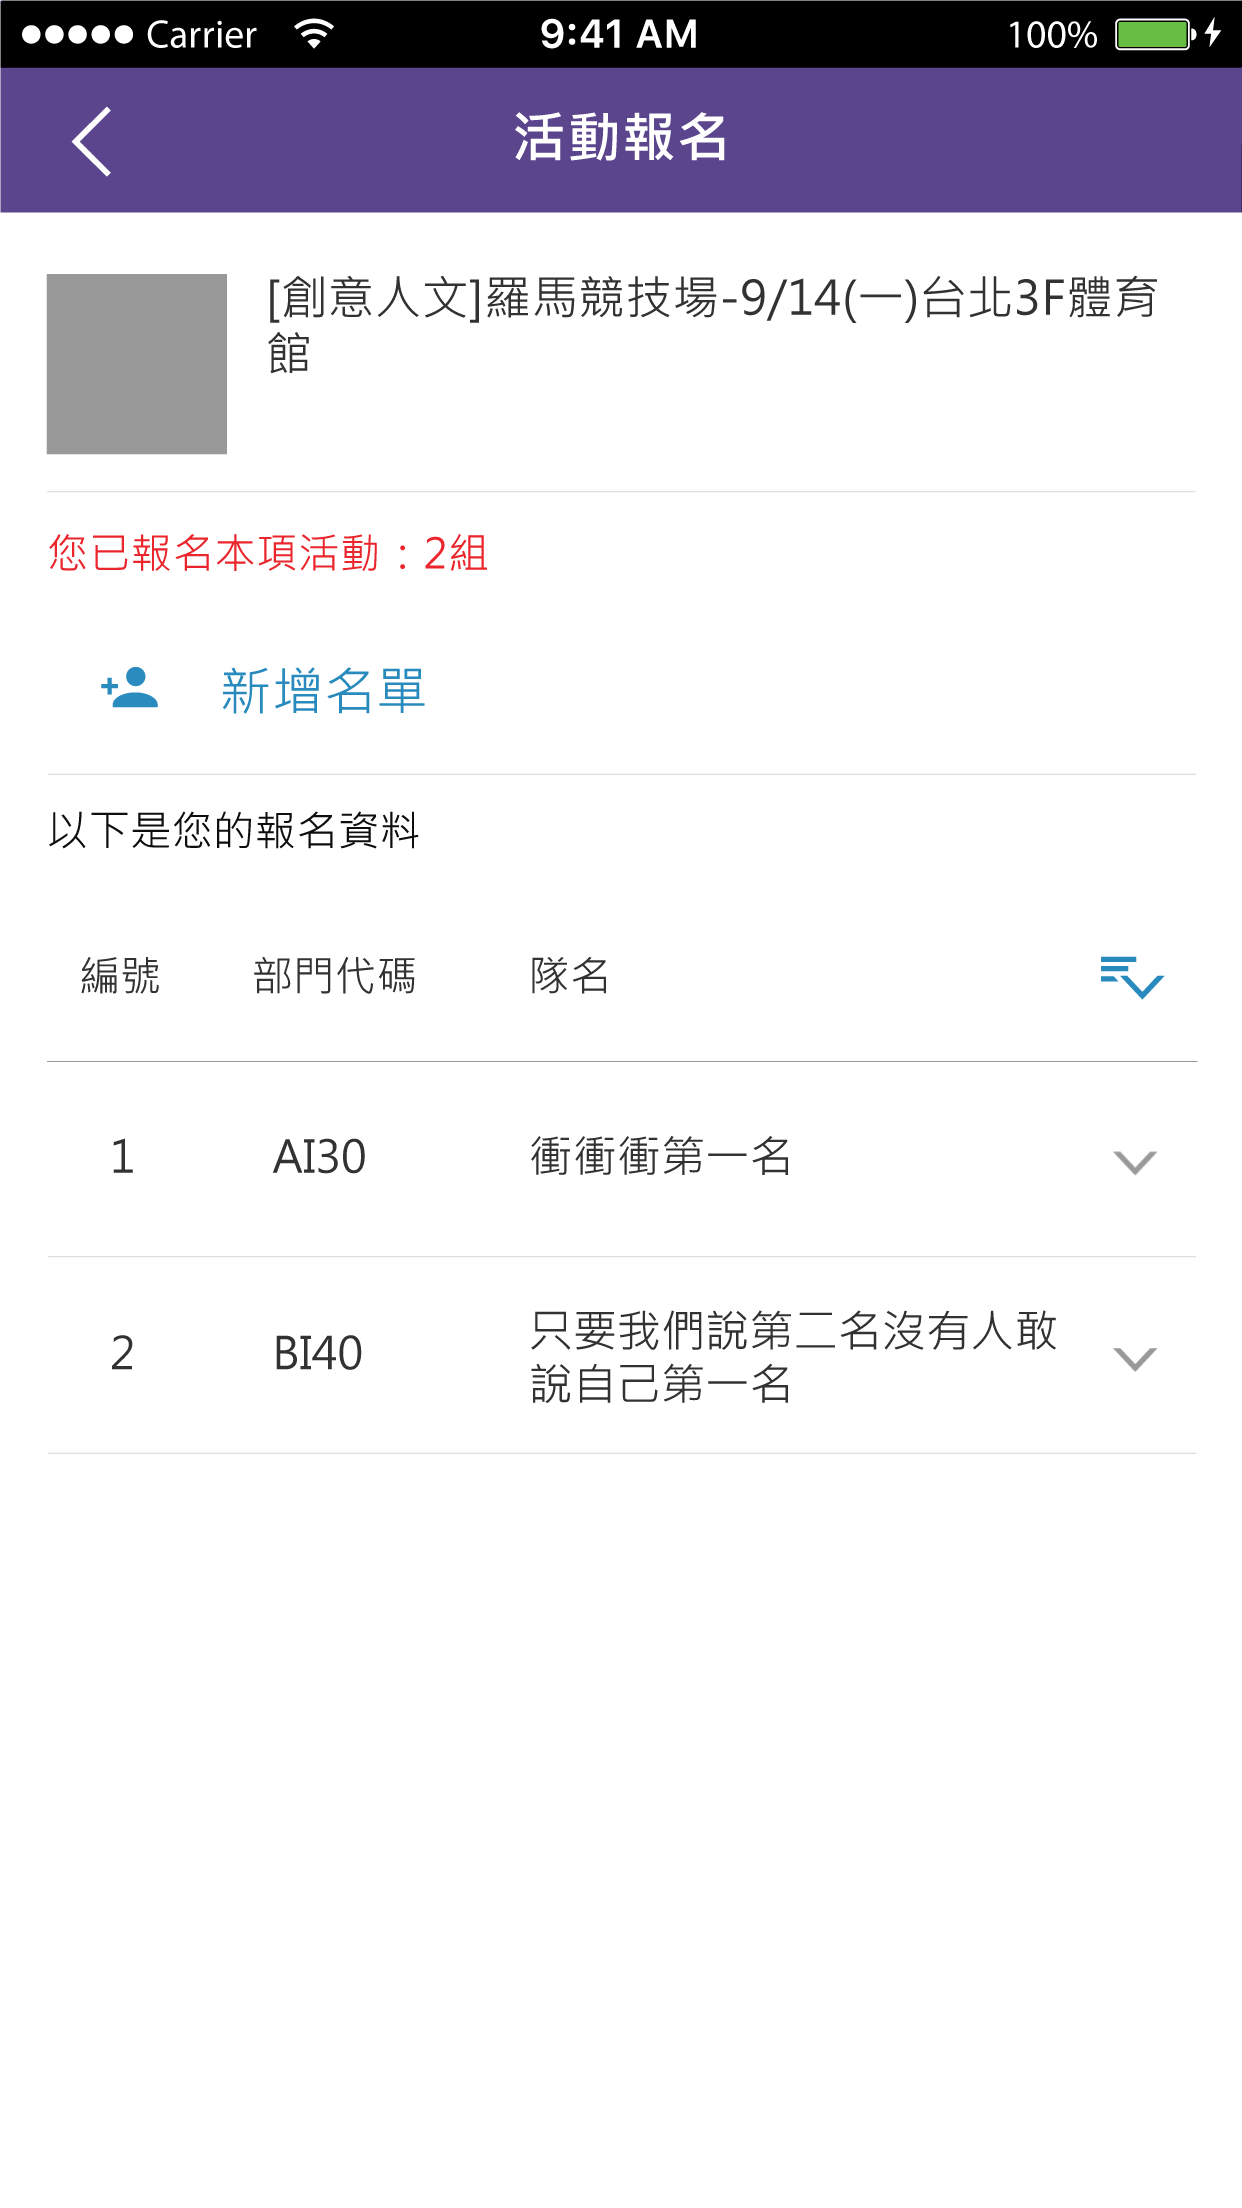 Carrier 9:41 AM 100%
活動報名
[創意人文]羅馬競技場-9/14(一)台北3F體育
館
您已報名本項活動：2組
新增名單
以下是您的報名資料
編號 部門代碼 隊名
1 AI30 衝衝衝第一名
2 BI40 只要我們說第二名沒有人敢
說自己第一名